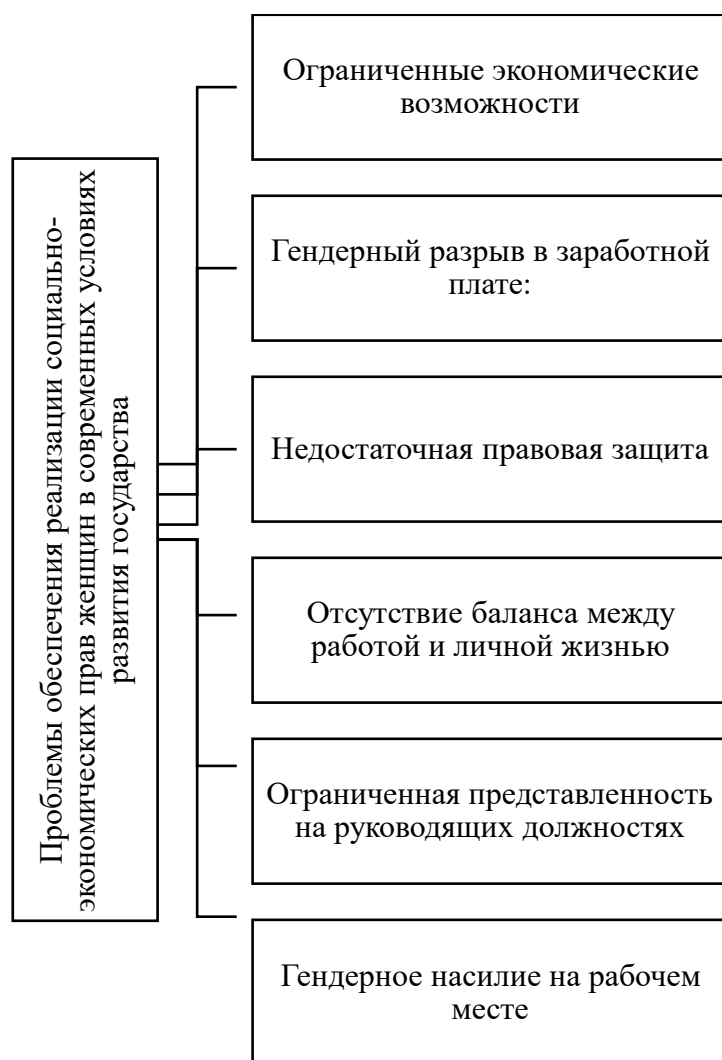 Проблемы обеспечения реализации социально-
экономических прав женщин в современных условиях
развития государства
Ограниченные экономические
возможности
Гендерный разрыв в заработной
плате:
Недостаточная правовая защита
Отсутствие баланса между
работой и личной жизнью
Ограниченная представленность
на руководящих должностях
Гендерное насилие на рабочем
месте